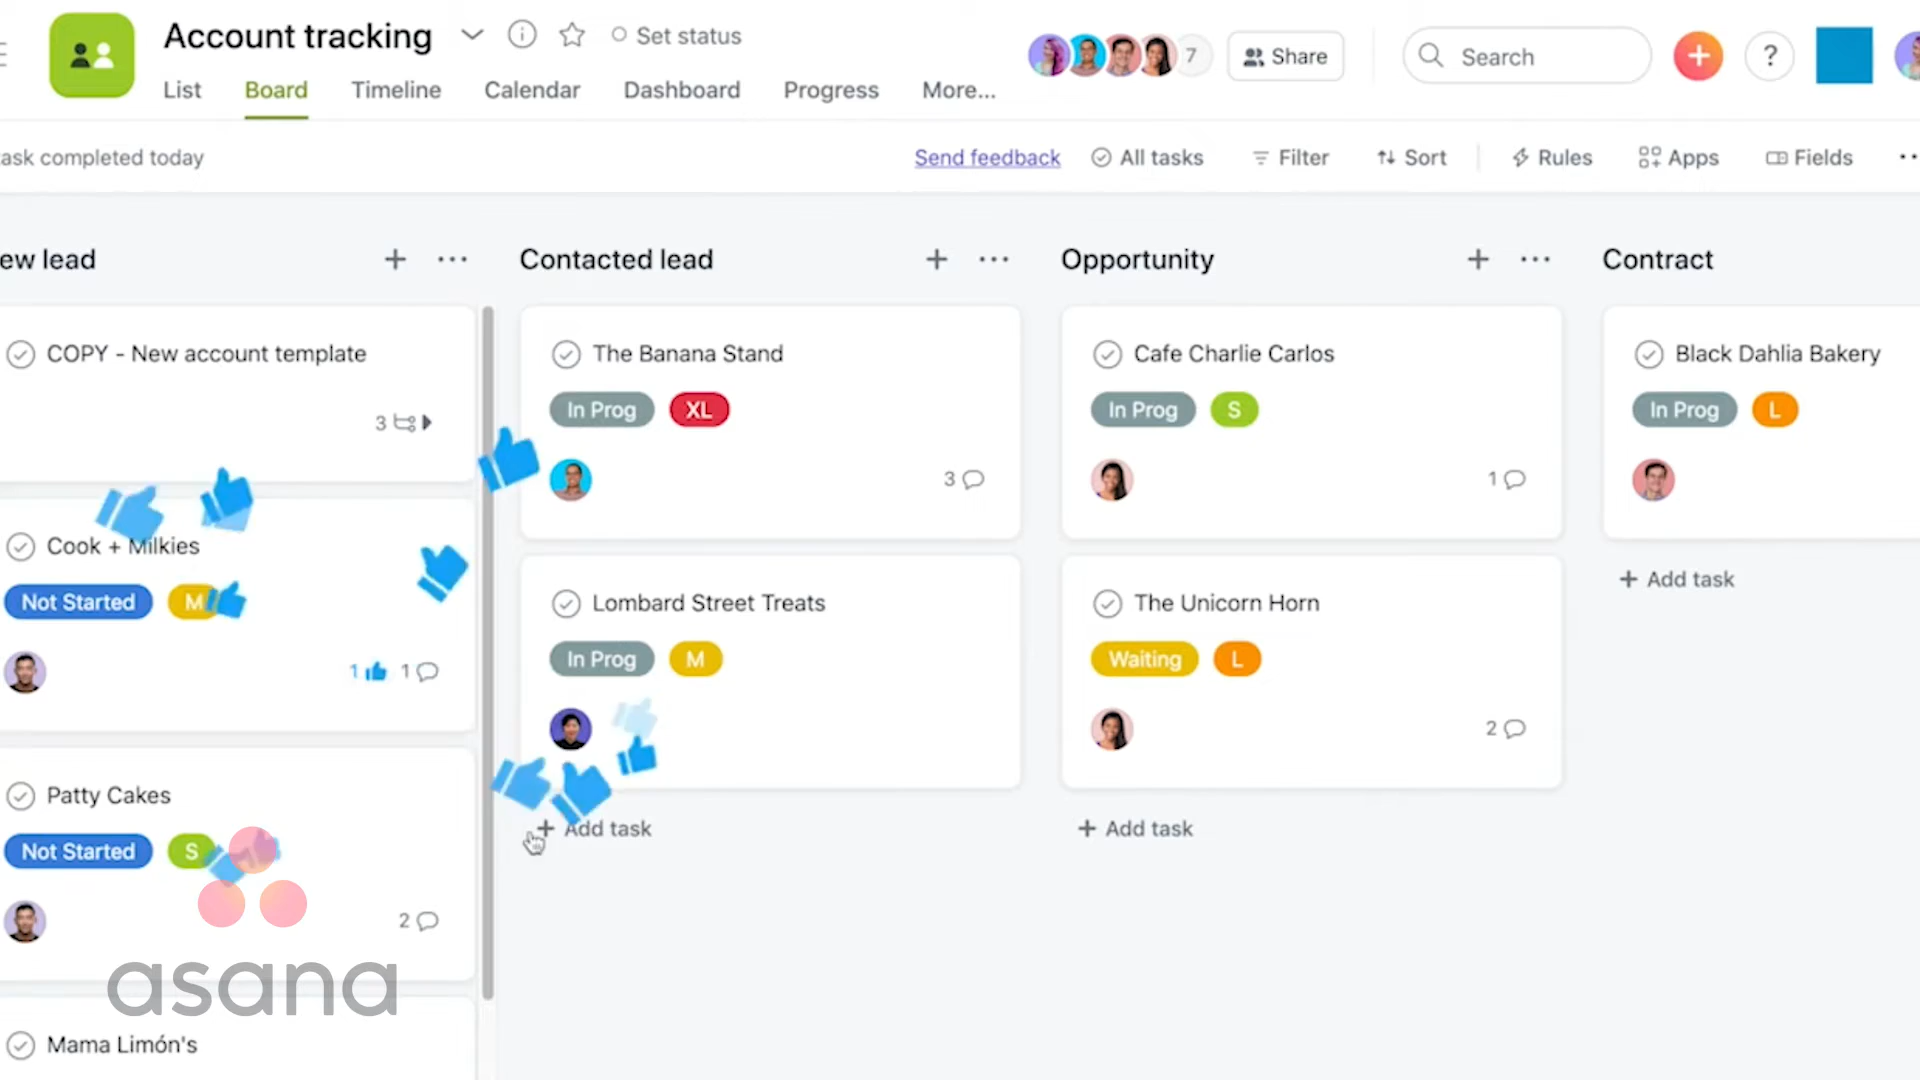 Account tracking
Set status
List Board Timeline Calendar Dashboard Progress More...
7
Share
Search
?
ask completed today
Send feedback All tasks Filter Sort Rules Apps Fields
ew lead
COPY - New account template
3
Cook + Milkies
Not Started M
1 1
Patty Cakes
Not Started S
2
Mama Limón's
Contacted lead
The Banana Stand
In Prog XL
3
Lombard Street Treats
In Prog M
+ Add task
Opportunity
Cafe Charlie Carlos
In Prog S
1
The Unicorn Horn
Waiting L
2
+ Add task
Contract
Black Dahlia Bakery
In Prog L
+ Add task
asana